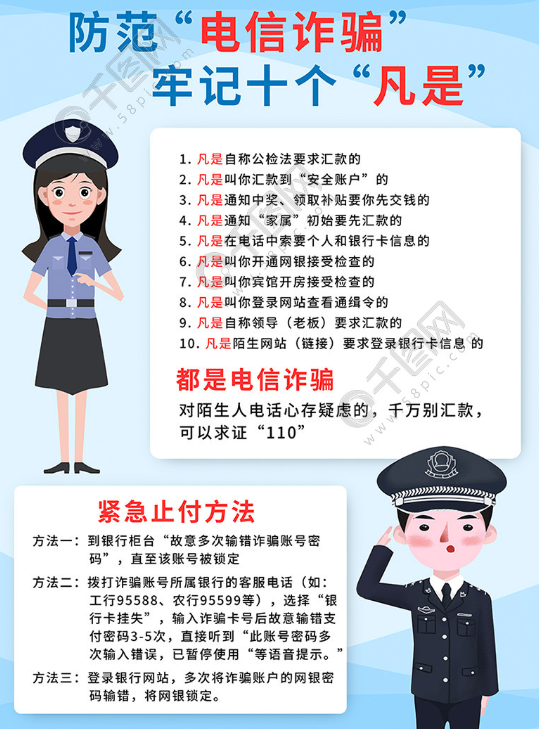 防范“电信诈骗”
牢记十个“凡是”
1. 凡是自称公检法要求汇款的
2. 凡是叫你汇款到“安全账户”的
3. 凡是通知中奖、领取补贴要你先交钱的
4. 凡是通知“家属”初始要先汇款的
5. 凡是在电话中索要个人和银行卡信息的
6. 凡是叫你开通网银接受检查的
7. 凡是叫你宾馆开房接受检查的
8. 凡是叫你登录网站查看通缉令的
9. 凡是自称领导（老板）要求汇款的
10. 凡是陌生网站（链接）要求登录银行卡信息 的
都是电信诈骗
对陌生人电话心存疑虑的，千万别汇款，
可以求证“110”
紧急止付方法
方法一：到银行柜台“故意多次输错诈骗账号密
码”，直至该账号被锁定
方法二：拨打诈骗账号所属银行的客服电话（如：
工行95588、农行95599等），选择“银
行卡挂失”，输入诈骗卡号后故意输错支
付密码3-5次，直接听到“此账号密码多
次输入错误，已暂停使用“等语音提示。”
方法三：登录银行网站，多次将诈骗账户的网银密
码输错，将网银锁定。
千图网
58pic.com